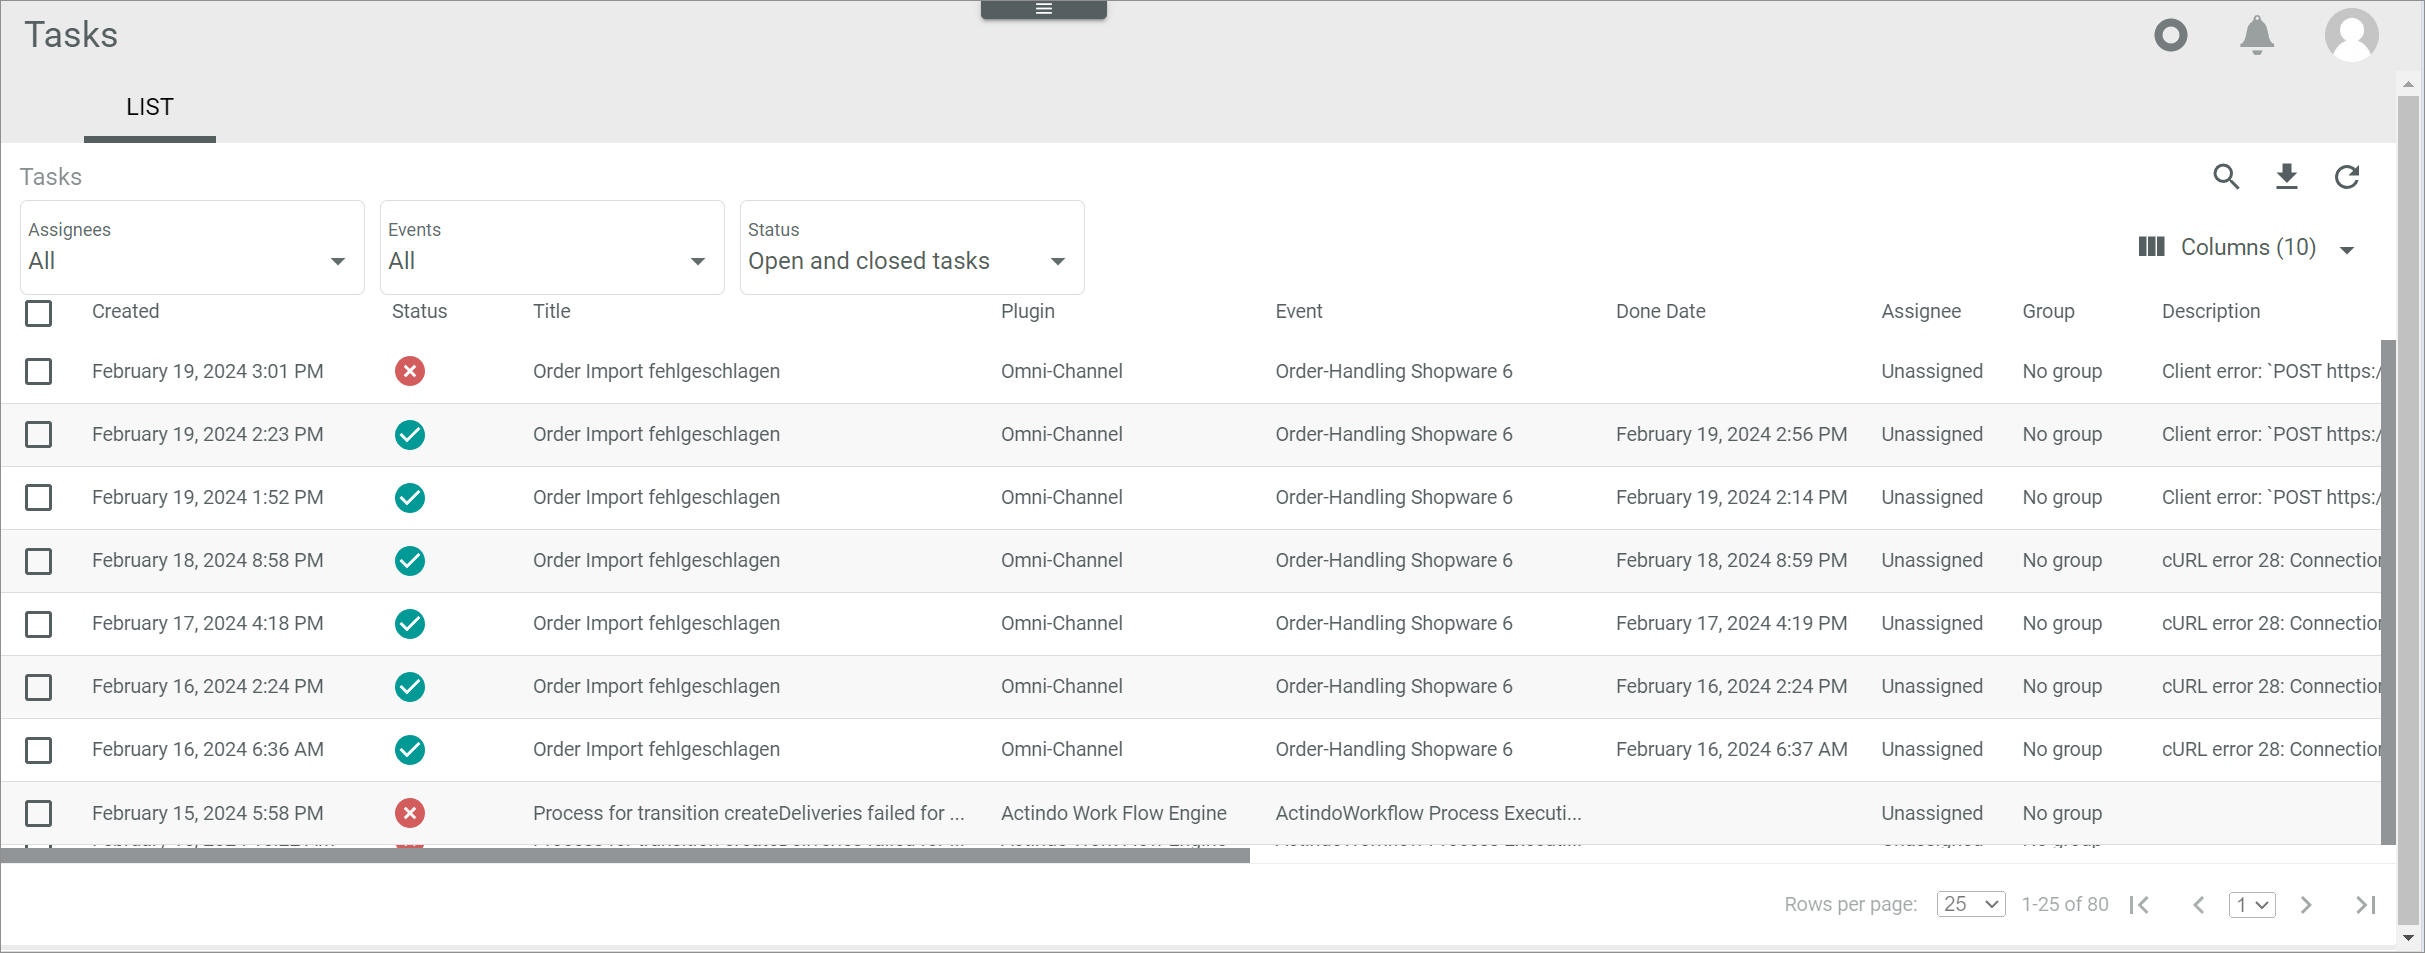 Tasks
LIST
Tasks
Assignees
All
Events
All
Status
Open and closed tasks
Columns (10)
Created Status Title Plugin Event Done Date Assignee Group Description
February 19, 2024 3:01 PM Order Import fehlgeschlagen Omni-Channel Order-Handling Shopware 6 Unassigned No group Client error: `POST https:/
February 19, 2024 2:23 PM Order Import fehlgeschlagen Omni-Channel Order-Handling Shopware 6 February 19, 2024 2:56 PM Unassigned No group Client error: `POST https:/
February 19, 2024 1:52 PM Order Import fehlgeschlagen Omni-Channel Order-Handling Shopware 6 February 19, 2024 2:14 PM Unassigned No group Client error: `POST https:/
February 18, 2024 8:58 PM Order Import fehlgeschlagen Omni-Channel Order-Handling Shopware 6 February 18, 2024 8:59 PM Unassigned No group cURL error 28: Connection
February 17, 2024 4:18 PM Order Import fehlgeschlagen Omni-Channel Order-Handling Shopware 6 February 17, 2024 4:19 PM Unassigned No group cURL error 28: Connection
February 16, 2024 2:24 PM Order Import fehlgeschlagen Omni-Channel Order-Handling Shopware 6 February 16, 2024 2:24 PM Unassigned No group cURL error 28: Connection
February 16, 2024 6:36 AM Order Import fehlgeschlagen Omni-Channel Order-Handling Shopware 6 February 16, 2024 6:37 AM Unassigned No group cURL error 28: Connection
February 15, 2024 5:58 PM Process for transition createDeliveries failed for ... Actindo Work Flow Engine ActindoWorkflow Process Executi... Unassigned No group
Rows per page: 25 1-25 of 80 1